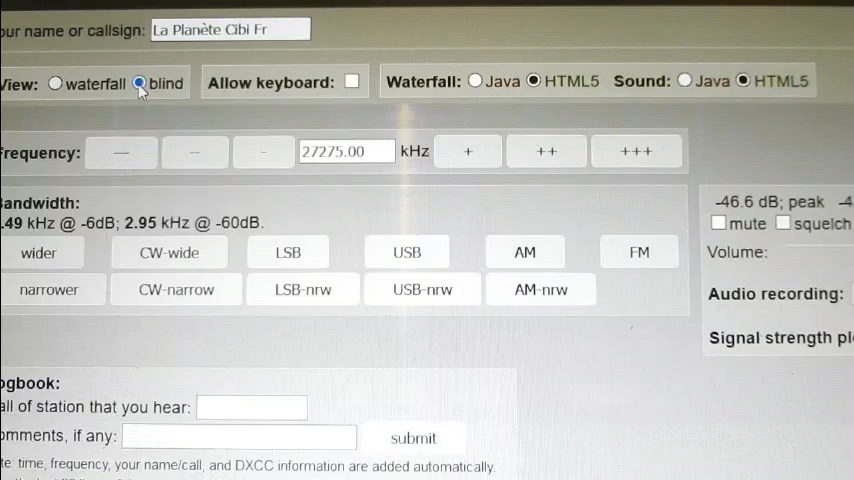 our name or callsign: La Planète Cibi Fr
View: waterfall blind Allow keyboard: Waterfall: Java HTML5 Sound: Java HTML5
Frequency: --- -- - 27275.00 kHz + ++ +++
Bandwidth:
.49 kHz @ -6dB; 2.95 kHz @ -60dB.
wider CW-wide LSB USB AM FM
narrower CW-narrow LSB-nrw USB-nrw AM-nrw
-46.6 dB; peak -4
mute squelch
Volume:
Audio recording:
Signal strength pl
ogbook:
all of station that you hear:
omments, if any: submit
te: time, frequency, your name/call, and DXCC information are added automatically.